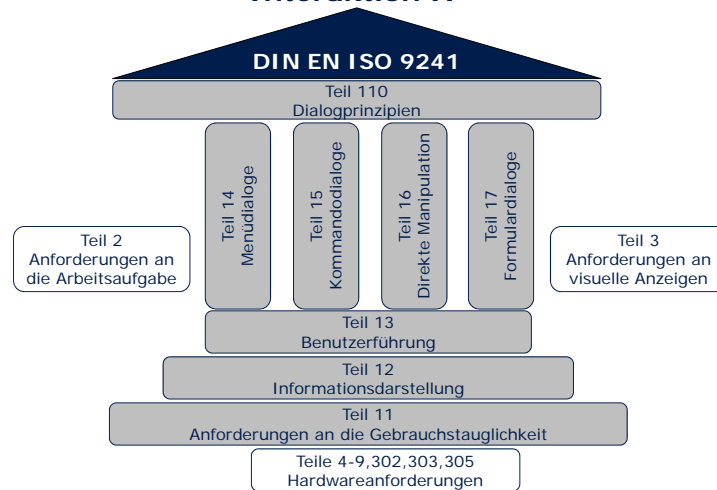 DIN EN ISO 9241
Teil 110
Dialogprinzipien
Teil 14
Menüdialoge
Teil 15
Kommandodialoge
Teil 16
Direkte Manipulation
Teil 17
Formulardialoge
Teil 2
Anforderungen an
die Arbeitsaufgabe
Teil 3
Anforderungen an
visuelle Anzeigen
Teil 13
Benutzerführung
Teil 12
Informationsdarstellung
Teil 11
Anforderungen an die Gebrauchstauglichkeit
Teile 4-9,302,303,305
Hardwareanforderungen